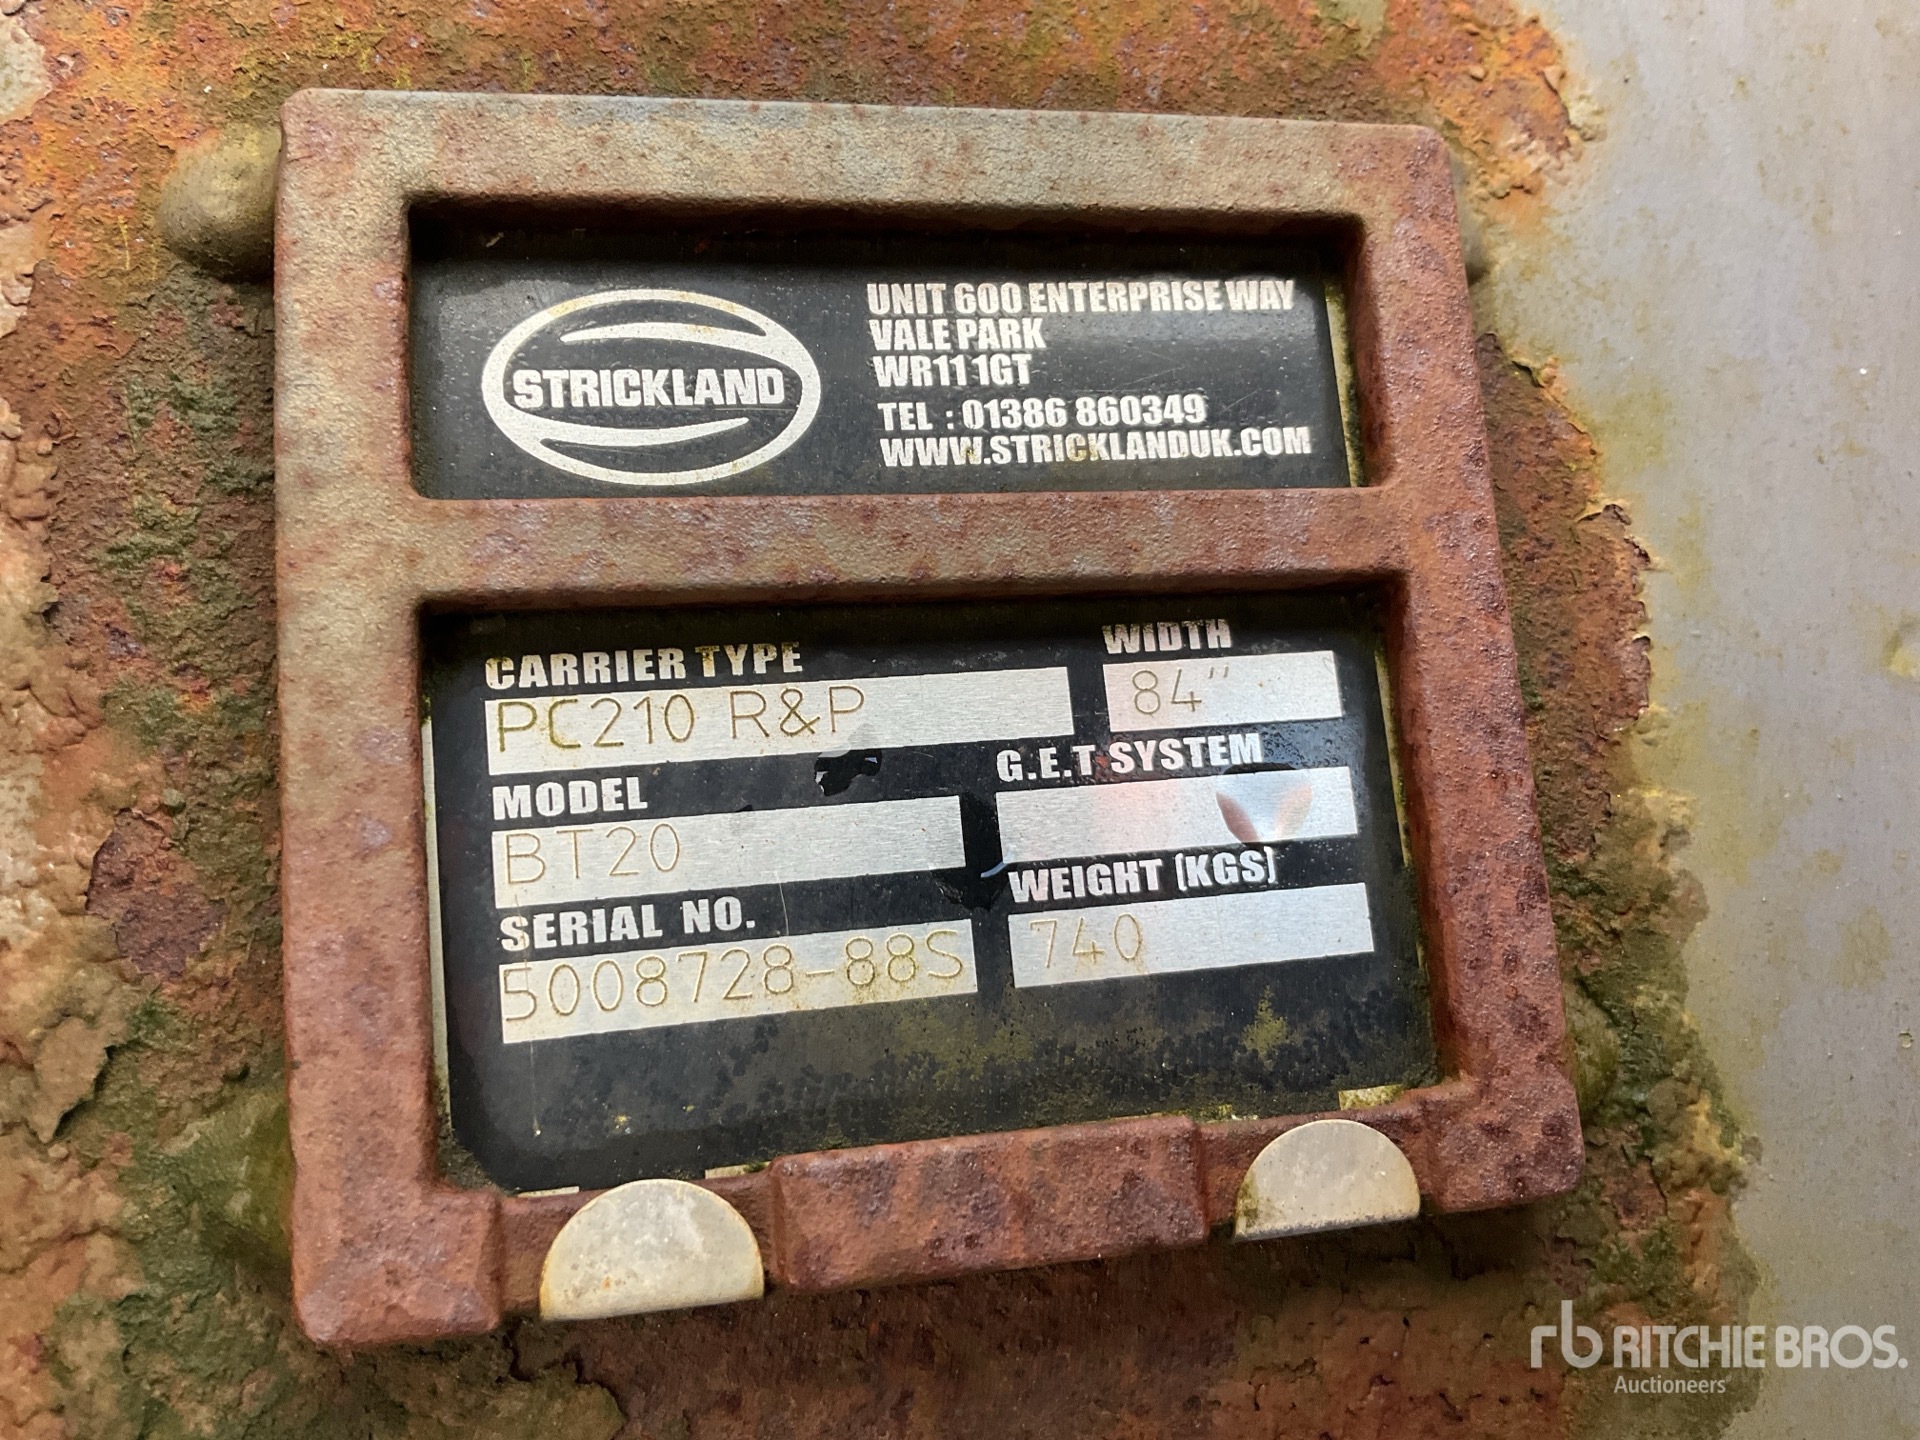 STRICKLAND
UNIT 600 ENTERPRISE WAY
VALE PARK
WR11 1GT
TEL : 01386 860349
WWW.STRICKLANDUK.COM
CARRIER TYPE
PC210 R&P
WIDTH
84"
MODEL
BT20
G.E.T SYSTEM
SERIAL NO.
5008728-88S
WEIGHT (KGS)
740
rb RITCHIE BROS.
Auctioneers